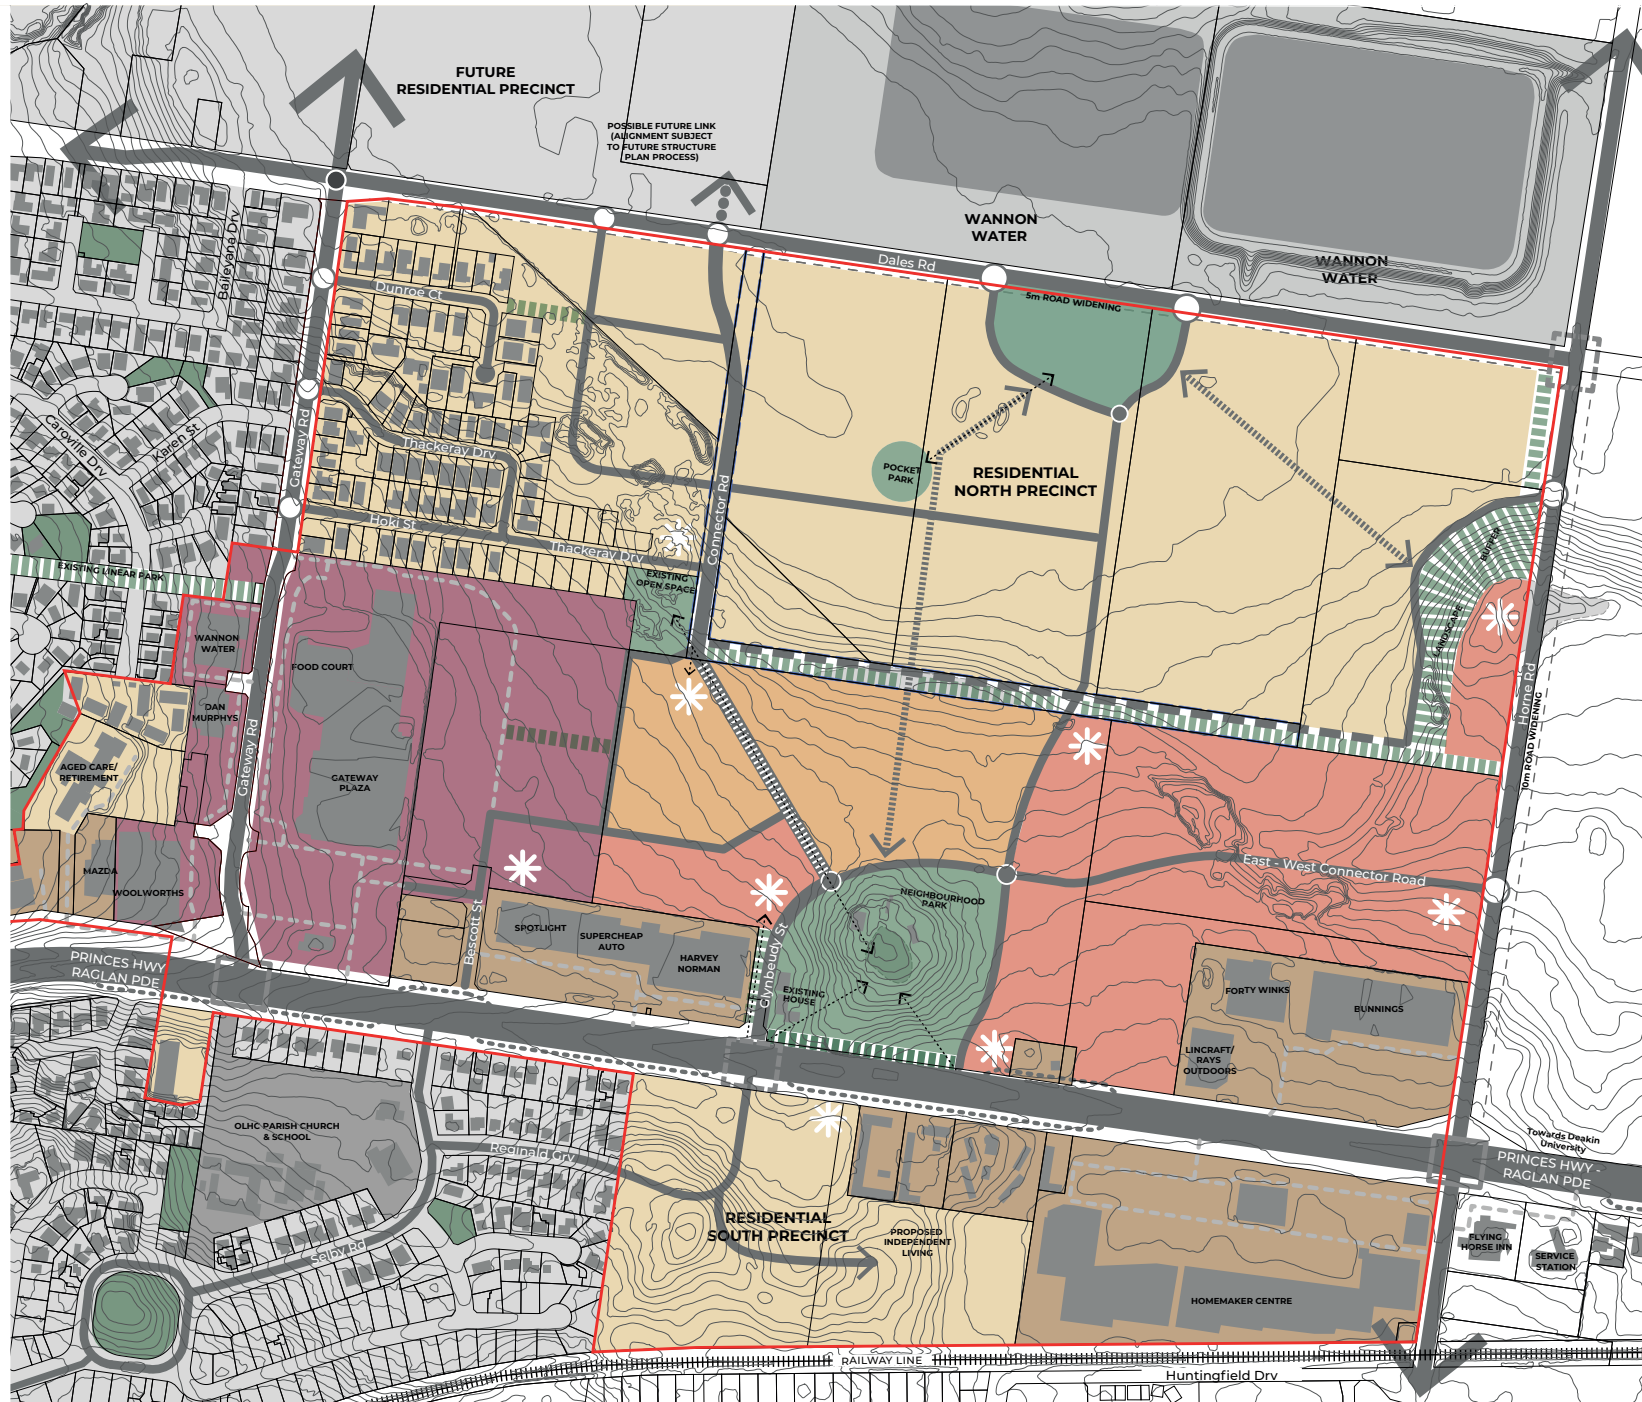 FUTURE
RESIDENTIAL PRECINCT
POSSIBLE FUTURE LINK
(ALIGNMENT SUBJECT
TO FUTURE STRUCTURE
PLAN PROCESS)
WANNON
WATER
WANNON
WATER
Dales Rd
5m ROAD WIDENING
Baileyana Drv
Dunroe Ct
Gateway Rd
Caroville Drv
Karen St
Thackeray Drv
Hoki St
Thackeray Drv
Connector Rd
POCKET
PARK
RESIDENTIAL
NORTH PRECINCT
BUFFER
LANDSCAPE
EXISTING LINEAR PARK
EXISTING
OPEN SPACE
WANNON
WATER
FOOD COURT
DAN
MURPHYS
Gateway Rd
GATEWAY
PLAZA
AGED CARE/
RETIREMENT
MAZDA
WOOLWORTHS
Horne Rd
10m ROAD WIDENING
East - West Connector Road
NEIGHBOURHOOD
PARK
Bescott St
SPOTLIGHT
SUPERCHEAP
AUTO
HARVEY
NORMAN
Glynbeudy St
EXISTING
HOUSE
FORTY WINKS
BUNNINGS
LINCRAFT/
RAYS
OUTDOORS
PRINCES HWY
RAGLAN PDE
OLHC PARISH CHURCH
& SCHOOL
Reginald Grv
Selby Rd
RESIDENTIAL
SOUTH PRECINCT
PROPOSED
INDEPENDENT
LIVING
Towards Deakin
University
PRINCES HWY -
RAGLAN PDE
FLYING
HORSE INN
SERVICE
STATION
HOMEMAKER CENTRE
RAILWAY LINE
Huntingfield Drv